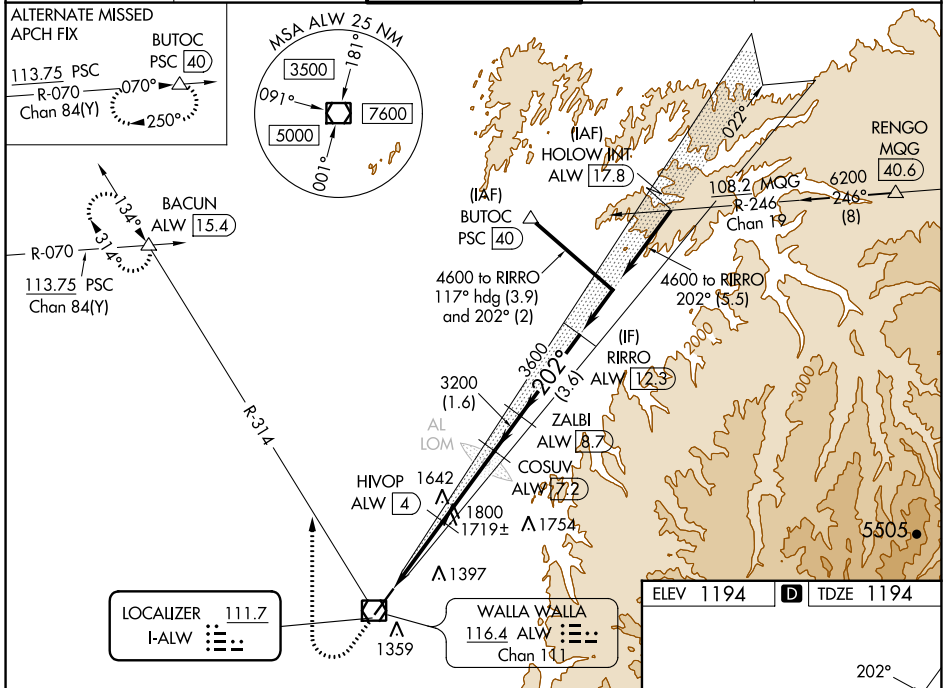 ALTERNATE MISSED
APCH FIX
BUTOC
PSC 40
113.75 PSC
R-070
Chan 84(Y)
070°
250°
MSA ALW 25 NM
3500
181°
091°
7600
5000
001°
BACUN
ALW 15.4
134°
314°
R-070
113.75 PSC
Chan 84(Y)
R-314
(IAF)
HOLOW INT
ALW 17.8
022°
RENGO
MQG
40.6
6200
246°
(8)
108.2 MQG
R-246
Chan 19
(IAF)
BUTOC
PSC 40
4600 to RIRRO
117° hdg (3.9)
and 202° (2)
4600 to RIRRO
202° (5.5)
(IF)
RIRRO
ALW 12.3
3600
202°
(3.6)
3200
(1.6)
2000
3000
AL
LOM
ZALBI
ALW 8.7
COSUV
ALW 7.2
HIVOP
ALW 4
1642
1800
1719±
1754
5505
1397
LOCALIZER 111.7
I-ALW
WALLA WALLA
116.4 ALW
Chan 111
1359
ELEV 1194 D TDZE 1194
202°